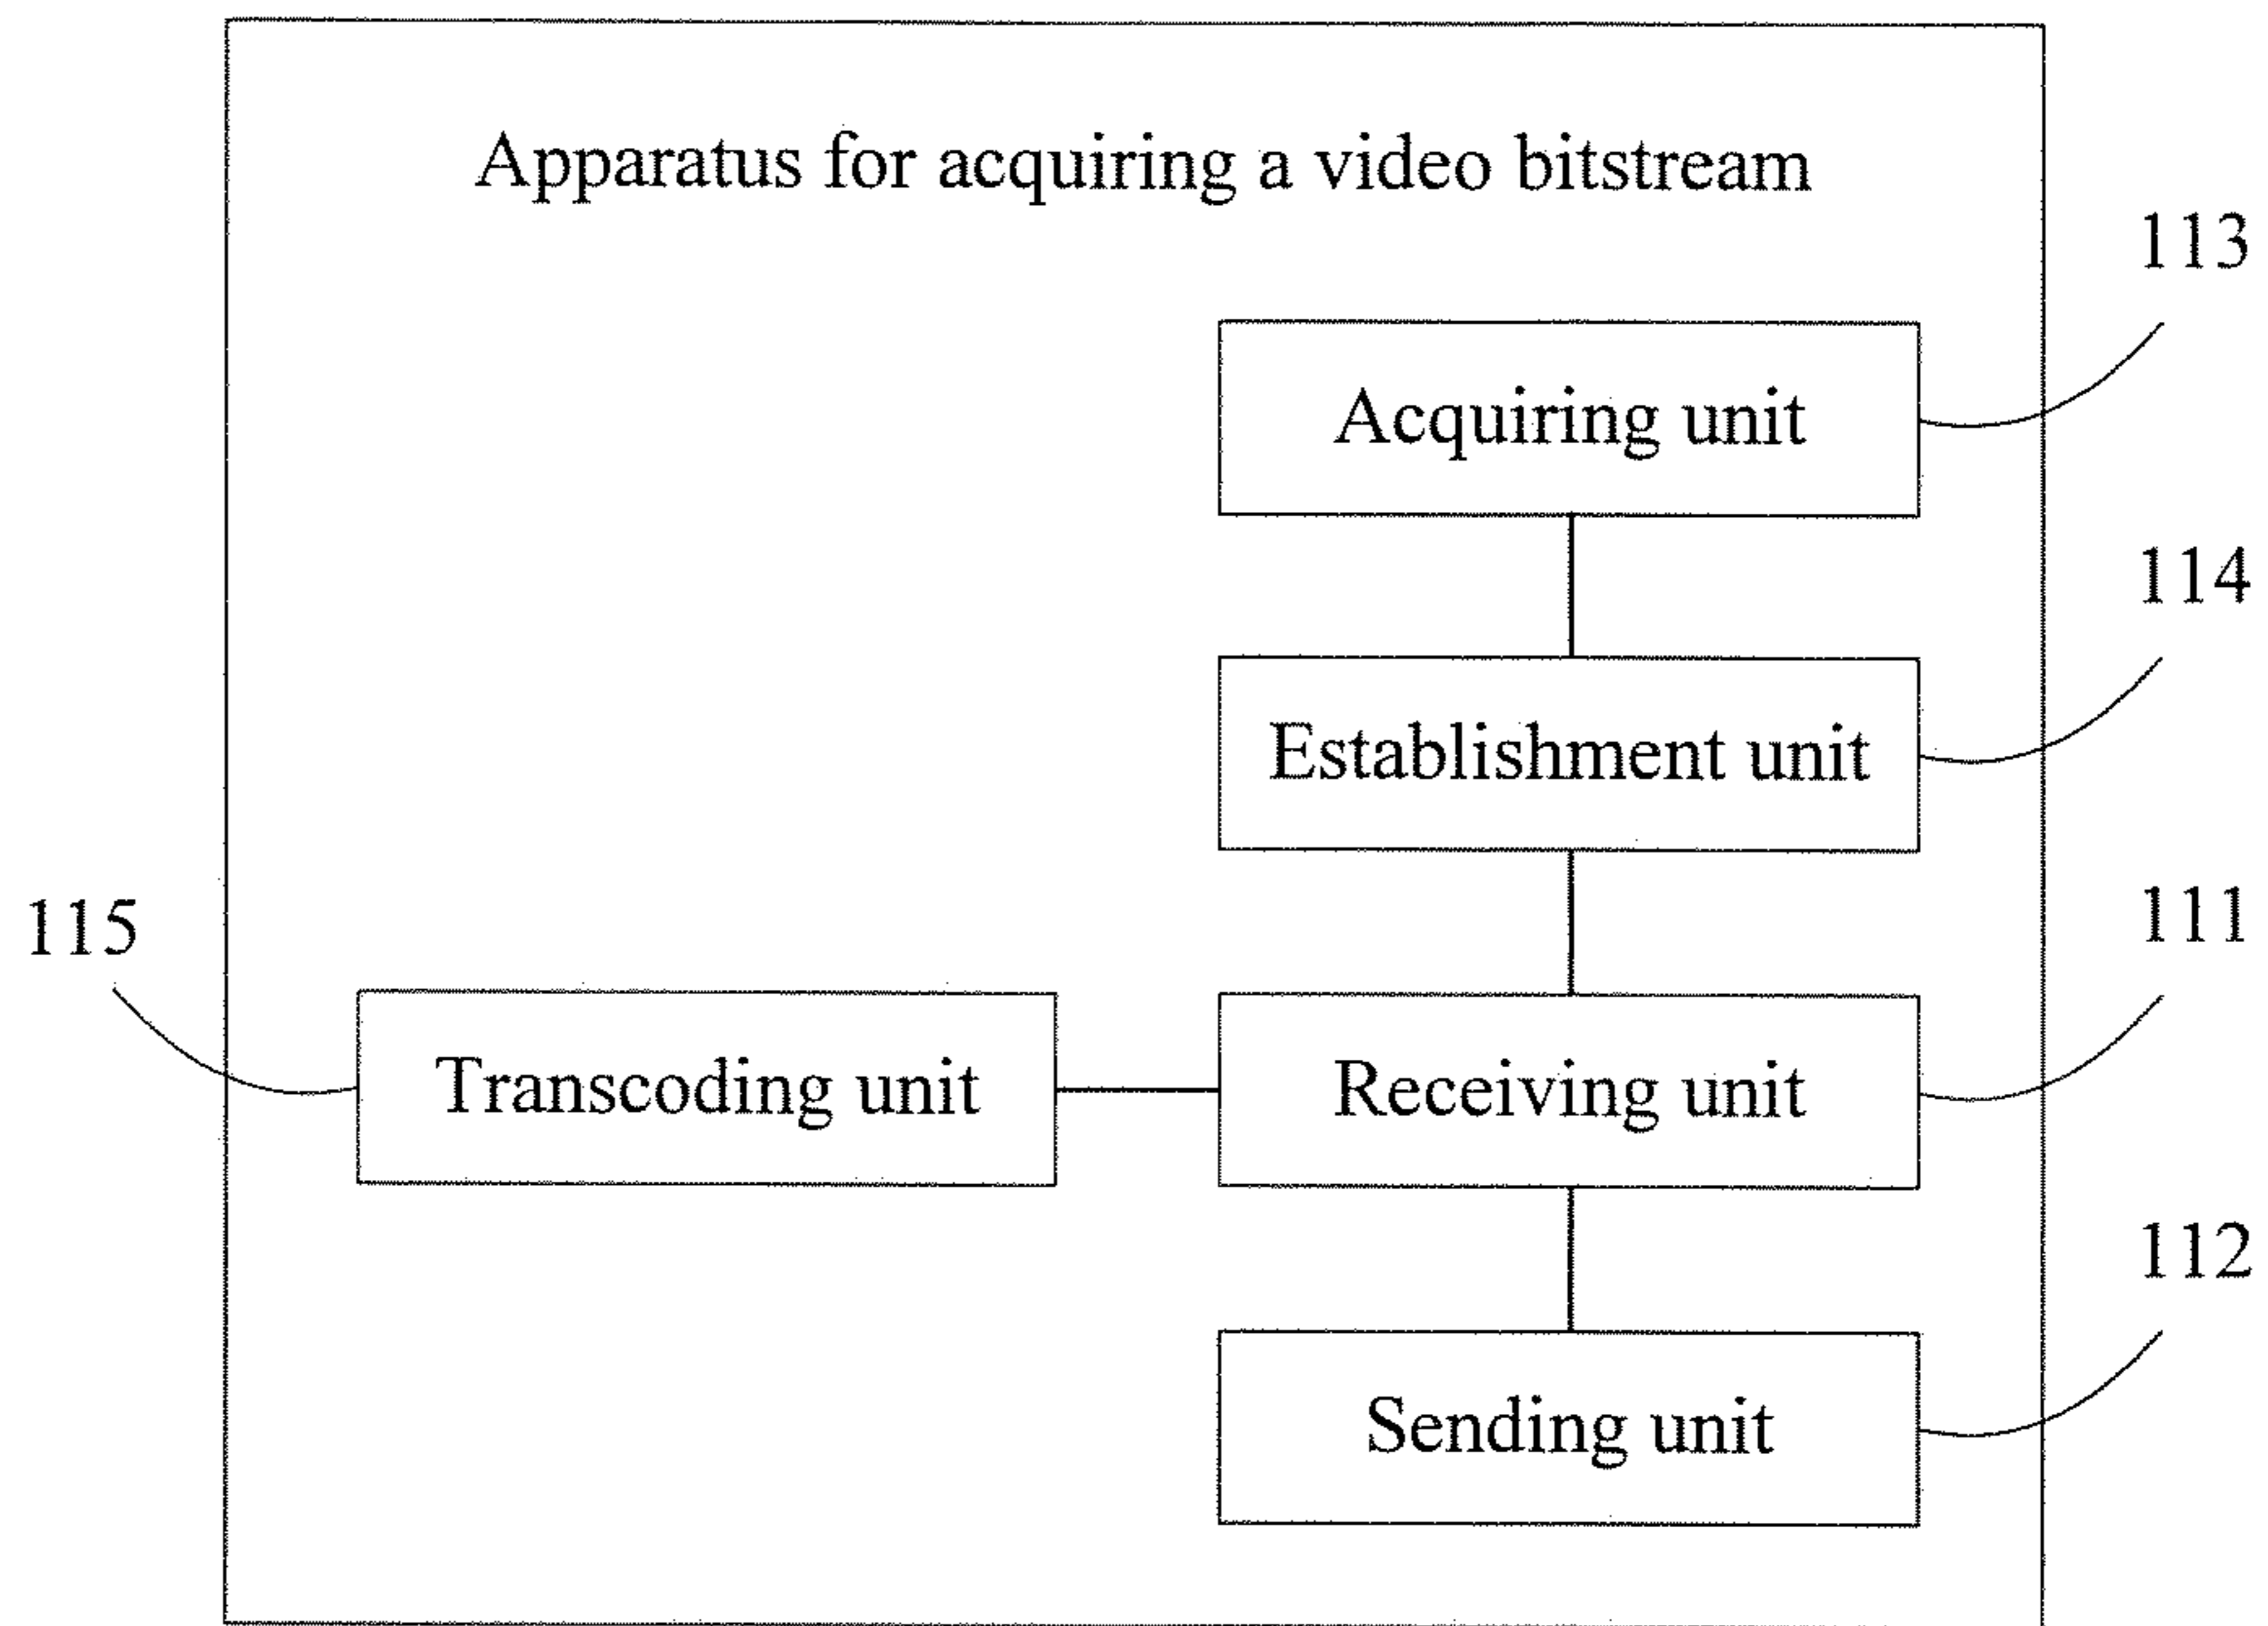 Apparatus for acquiring a video bitstream
113
Acquiring unit
114
Establishment unit
115
111
Transcoding unit
Receiving unit
112
Sending unit